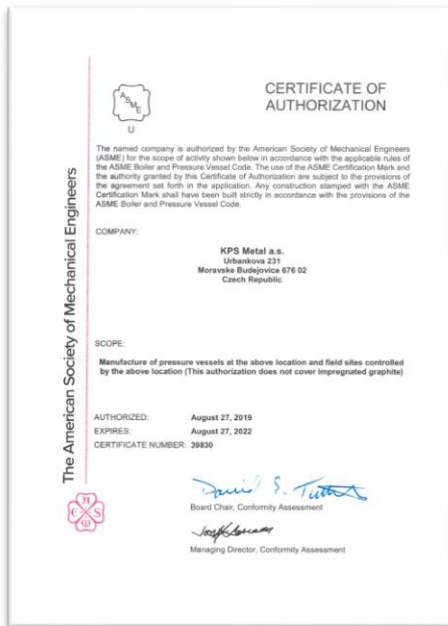 The American Society of Mechanical Engineers
ASME
U
CERTIFICATE OF
AUTHORIZATION
The named company is authorized by the American Society of Mechanical Engineers
(ASME) for the scope of activity shown below in accordance with the applicable rules of
the ASME Boiler and Pressure Vessel Code. The use of the ASME Certification Mark and
the authority granted by this Certificate of Authorization are subject to the provisions of
the agreement set forth in the application. Any construction stamped with the ASME
Certification Mark shall have been built strictly in accordance with the provisions of the
ASME Boiler and Pressure Vessel Code.
COMPANY:
KPS Metal a.s.
Urbankova 231
Moravske Budejovice 676 02
Czech Republic
SCOPE:
Manufacture of pressure vessels at the above location and field sites controlled
by the above location (This authorization does not cover impregnated graphite)
AUTHORIZED: August 27, 2019
EXPIRES: August 27, 2022
CERTIFICATE NUMBER: 39830
Board Chair, Conformity Assessment
Managing Director, Conformity Assessment